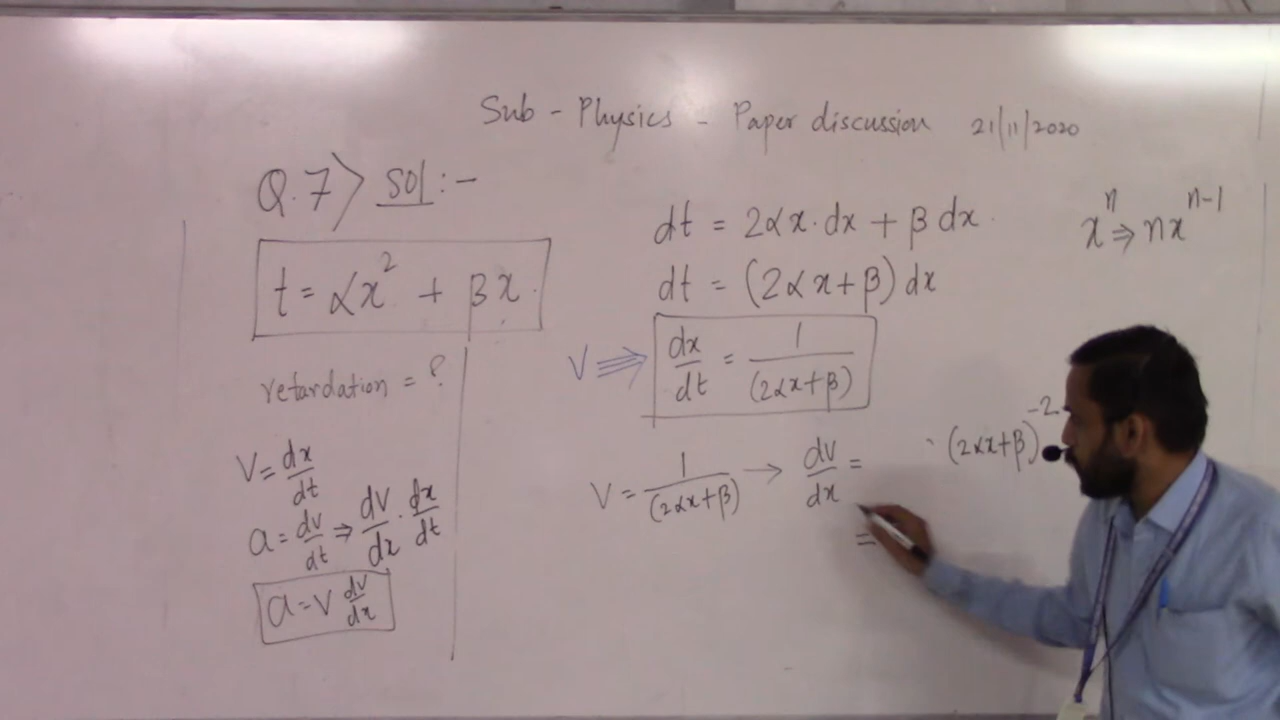 Sub - Physics - Paper discussion 21/11/2020
Q.7> Sol :-
t = αx² + βx
retardation = ?
V = dx/dt
a = dv/dt ⇒ dv/dx . dx/dt
a = v dv/dx
dt = 2αx.dx + β dx
dt = (2αx+β) dx
V ⇒ dx/dt = 1/(2αx+β)
V = 1/(2αx+β) → dv/dx =
=
(2αx+β)⁻²
xⁿ ⇒ nxⁿ⁻¹